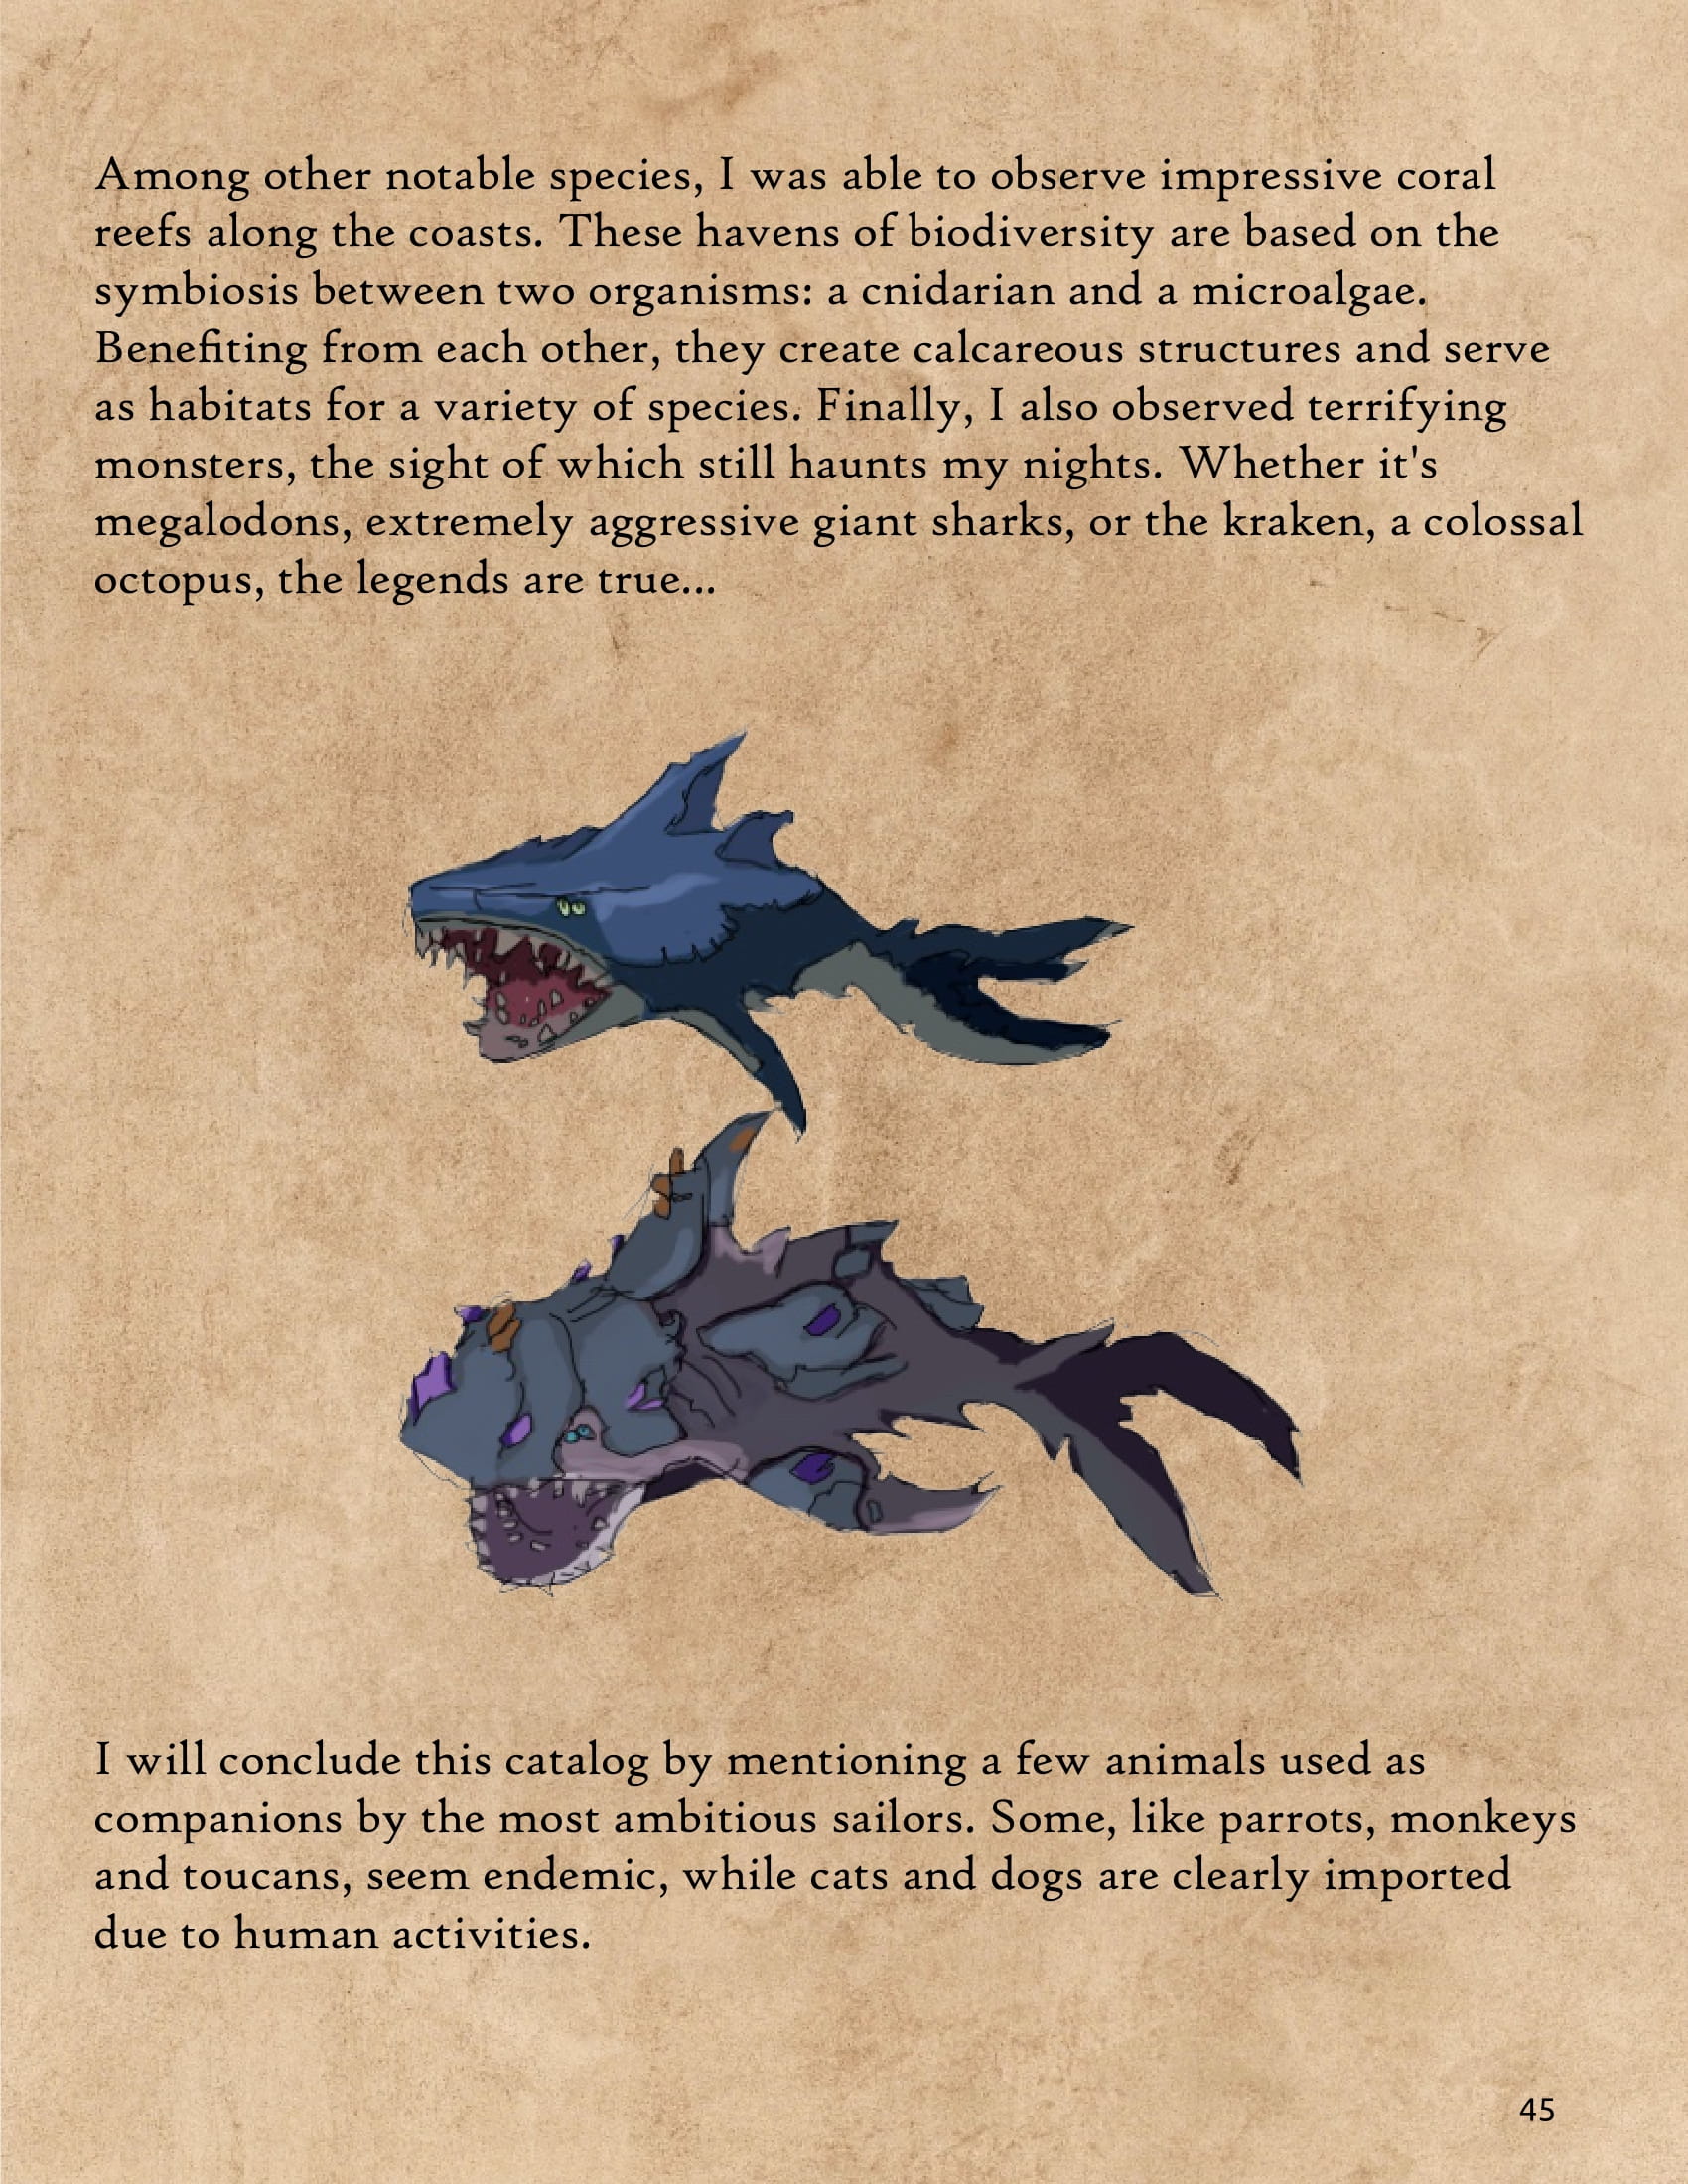 Among other notable species, I was able to observe impressive coral
reefs along the coasts. These havens of biodiversity are based on the
symbiosis between two organisms: a cnidarian and a microalgae.
Benefiting from each other, they create calcareous structures and serve
as habitats for a variety of species. Finally, I also observed terrifying
monsters, the sight of which still haunts my nights. Whether it's
megalodons, extremely aggressive giant sharks, or the kraken, a colossal
octopus, the legends are true...
I will conclude this catalog by mentioning a few animals used as
companions by the most ambitious sailors. Some, like parrots, monkeys
and toucans, seem endemic, while cats and dogs are clearly imported
due to human activities.
45